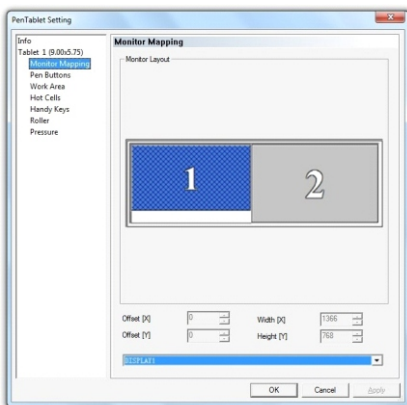 PenTablet Setting
Info
Tablet 1 (9.00x5.75)
Monitor Mapping
Pen Buttons
Work Area
Hot Cells
Handy Keys
Roller
Pressure
Monitor Mapping
Monitor Layout
1
2
Offset [X] 0 Width [X] 1366
Offset [Y] 0 Height [Y] 768
DISPLAY1
OK Cancel Apply